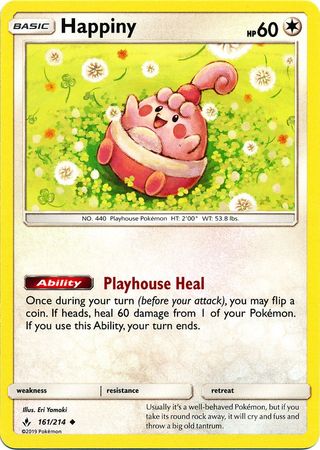 BASIC Happiny HP60
NO. 440 Playhouse Pokémon HT: 2'00" WT: 53.8 lbs.
Ability Playhouse Heal
Once during your turn (before your attack), you may flip a
coin. If heads, heal 60 damage from 1 of your Pokémon.
If you use this Ability, your turn ends.
weakness resistance retreat
Illus. Eri Yamaki
161/214
©2019 Pokémon
Usually it's a well-behaved Pokémon, but if you
take its round rock away, it will cry and fuss and
throw a big old tantrum.